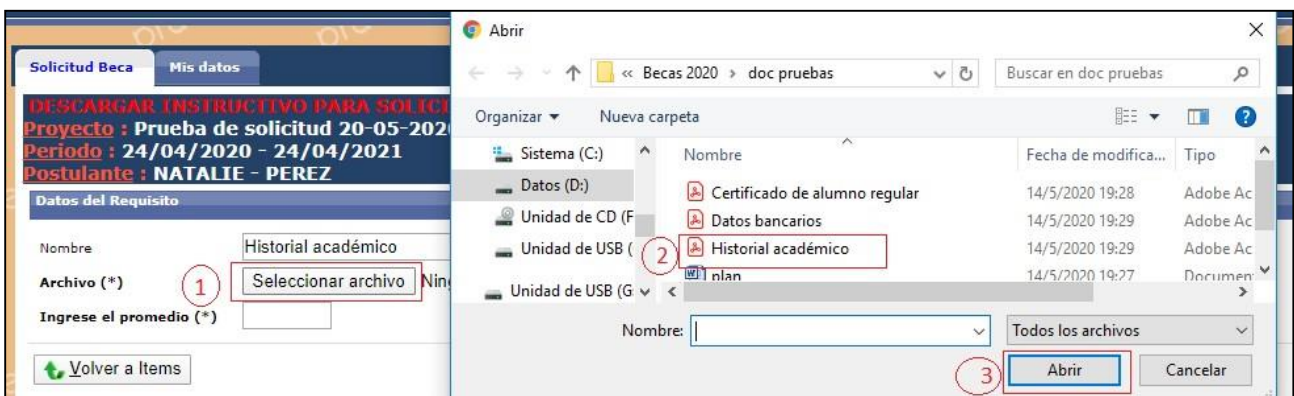 Solicitud Beca
Mis datos
DESCARGAR INSTRUCTIVO PARA SOLICI
Proyecto : Prueba de solicitud 20-05-202
Periodo : 24/04/2020 - 24/04/2021
Postulante : NATALIE - PEREZ
Datos del Requisito
Nombre
Historial académico
Archivo (*)
1
Seleccionar archivo
Ning
Ingrese el promedio (*)
Volver a Items
Abrir
« Becas 2020 › doc pruebas
Buscar en doc pruebas
Organizar
Nueva carpeta
Sistema (C:)
Datos (D:)
Unidad de CD (F
Unidad de USB (
Unidad de USB (G:
Nombre
Fecha de modifica...
Tipo
Certificado de alumno regular
14/5/2020 19:28
Adobe Ac
Datos bancarios
14/5/2020 19:29
Adobe Ac
2
Historial académico
14/5/2020 19:29
Adobe Ac
plan
14/5/2020 19:27
Document
Nombre:
Todos los archivos
3
Abrir
Cancelar